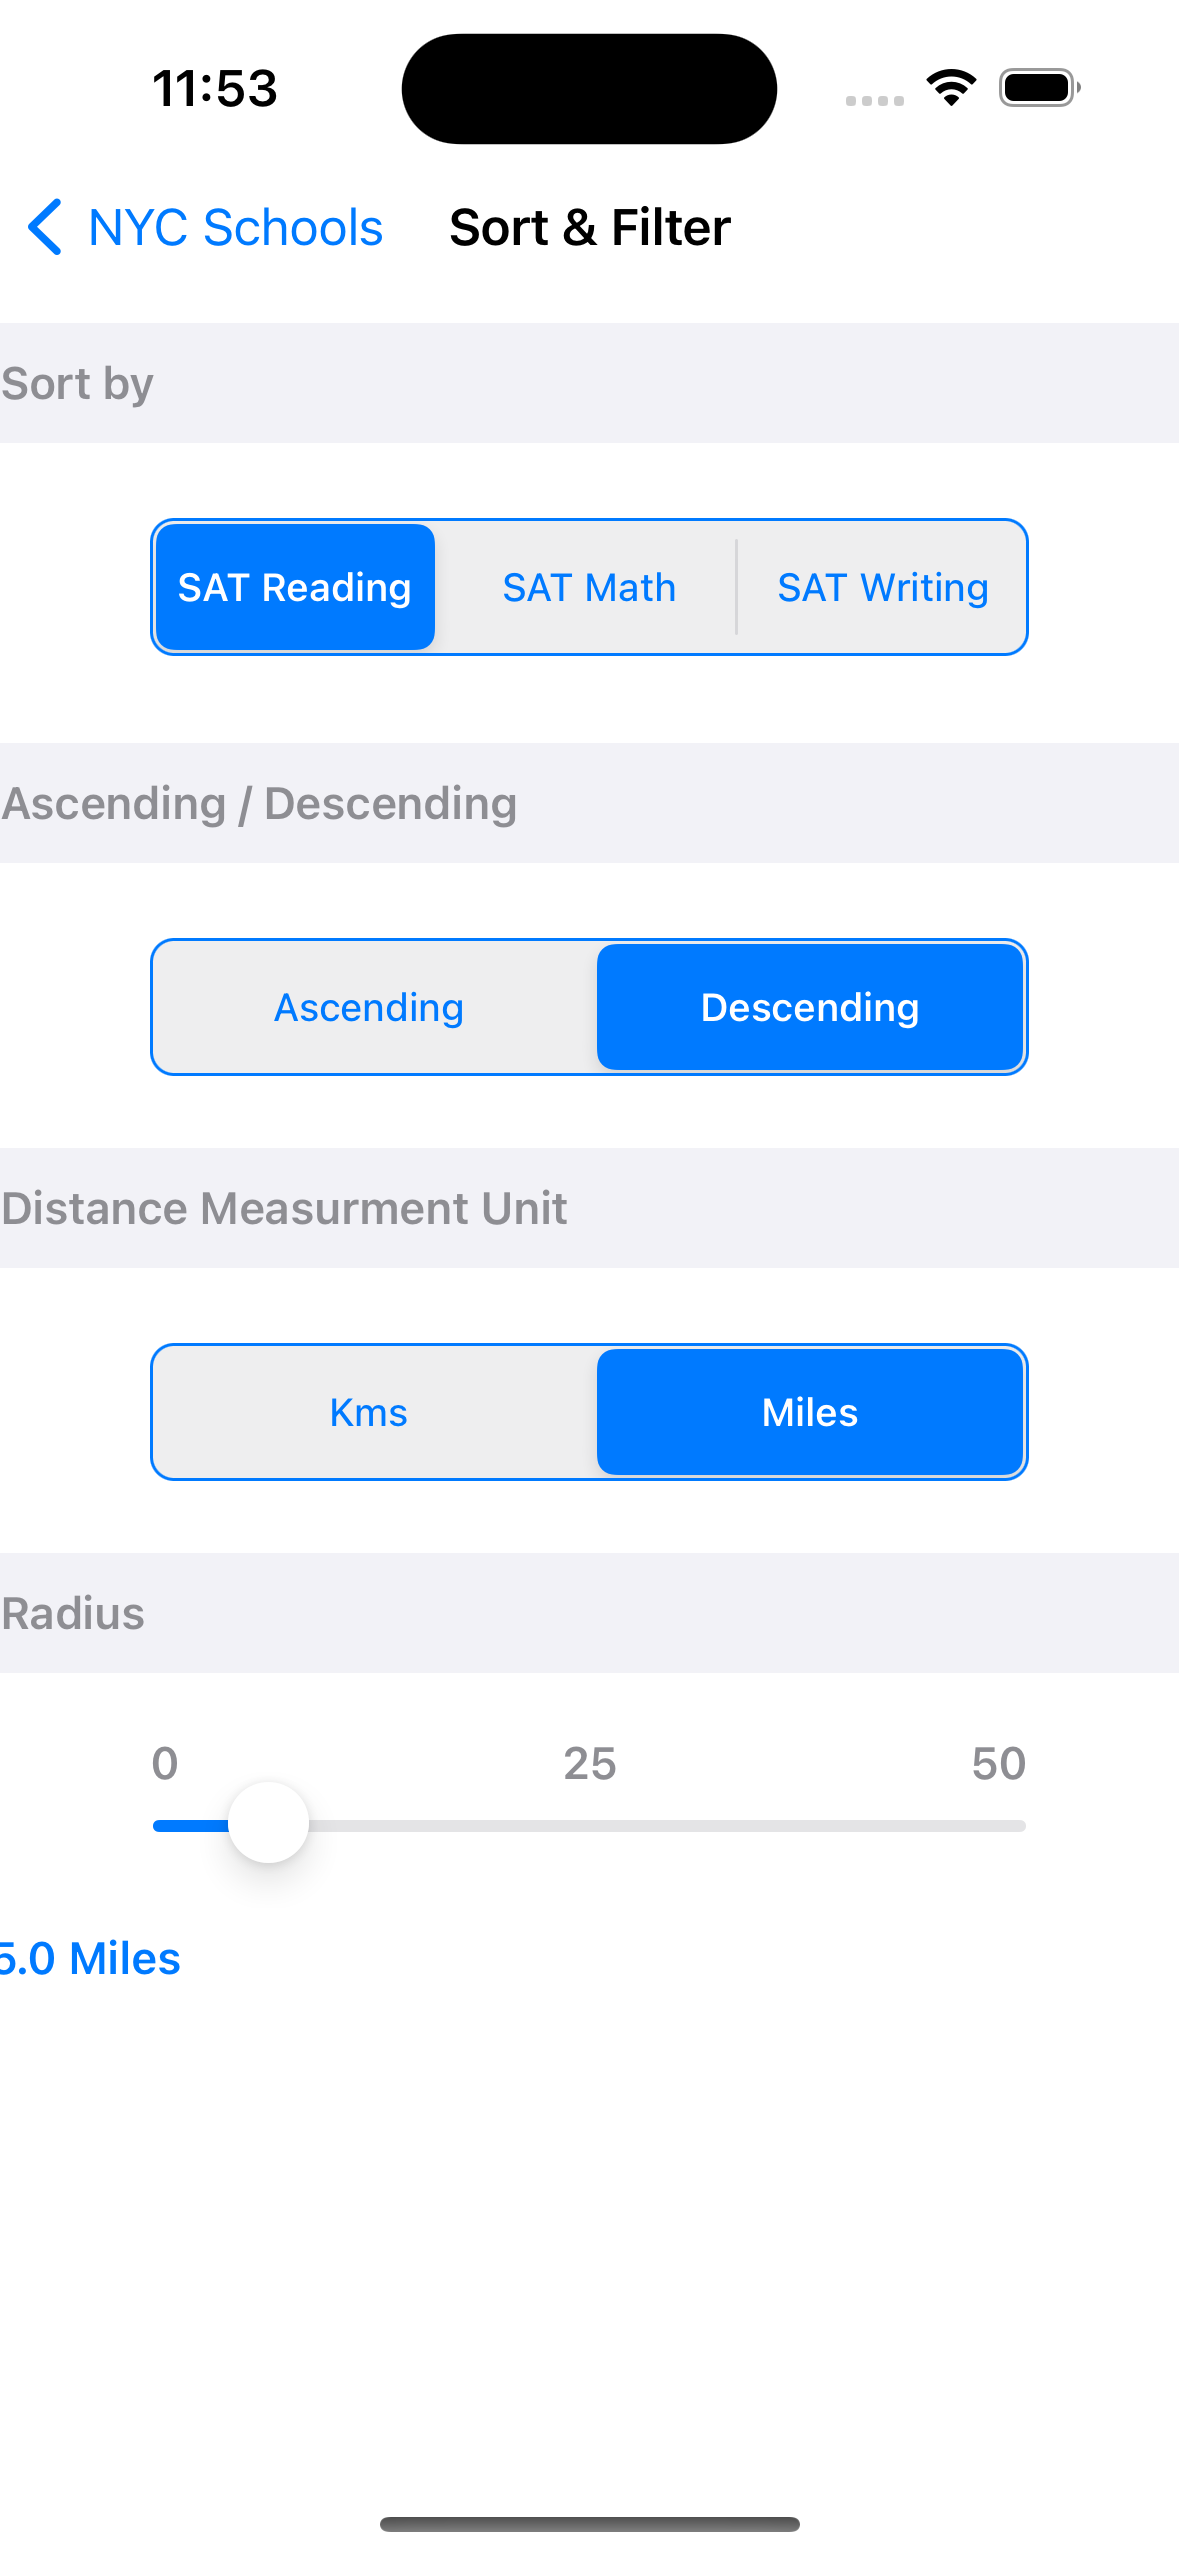 11:53
NYC Schools Sort & Filter
Sort by
SAT Reading SAT Math SAT Writing
Ascending / Descending
Ascending Descending
Distance Measurment Unit
Kms Miles
Radius
0 25 50
5.0 Miles